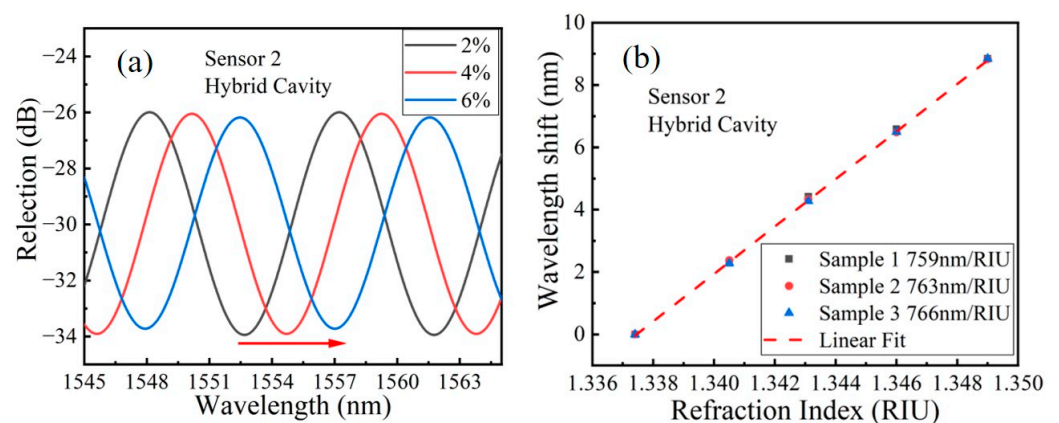 (a)
Sensor 2
Hybrid Cavity
2%
4%
6%
Relection (dB)
−24
−26
−28
−30
−32
−34
1545
1548
1551
1554
1557
1560
1563
Wavelength (nm)
(b)
Sensor 2
Hybrid Cavity
Wavelength shift (nm)
10
8
6
4
2
0
Sample 1 759nm/RIU
Sample 2 763nm/RIU
Sample 3 766nm/RIU
Linear Fit
1.336
1.338
1.340
1.342
1.344
1.346
1.348
1.350
Refraction Index (RIU)